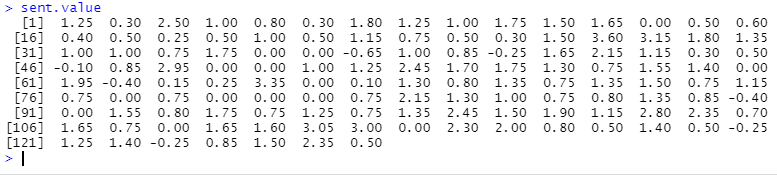 > sent.value
[1] 1.25 0.30 2.50 1.00 0.80 0.30 1.80 1.25 1.00 1.75 1.50 1.65 0.00 0.50 0.60
[16] 0.40 0.50 0.25 0.50 1.00 0.50 1.15 0.75 0.50 0.30 1.50 3.60 3.15 1.80 1.35
[31] 1.00 1.00 0.75 1.75 0.00 0.00 -0.65 1.00 0.85 -0.25 1.65 2.15 1.15 0.30 0.50
[46] -0.10 0.85 2.95 0.00 0.00 1.00 1.25 2.45 1.70 1.75 1.30 0.75 1.55 1.40 0.00
[61] 1.95 -0.40 0.15 0.25 3.35 0.00 0.10 1.30 0.80 1.35 0.75 1.35 1.50 0.75 1.15
[76] 0.75 0.00 0.75 0.00 0.00 0.00 0.75 2.15 1.30 1.00 0.75 0.80 1.35 0.85 -0.40
[91] 0.00 1.55 0.80 1.75 0.75 1.25 0.75 1.35 2.45 1.50 1.90 1.15 2.80 2.35 0.70
[106] 1.65 0.75 0.00 1.65 1.60 3.05 3.00 0.00 2.30 2.00 0.80 0.50 1.40 0.50 -0.25
[121] 1.25 1.40 -0.25 0.85 1.50 2.35 0.50
>